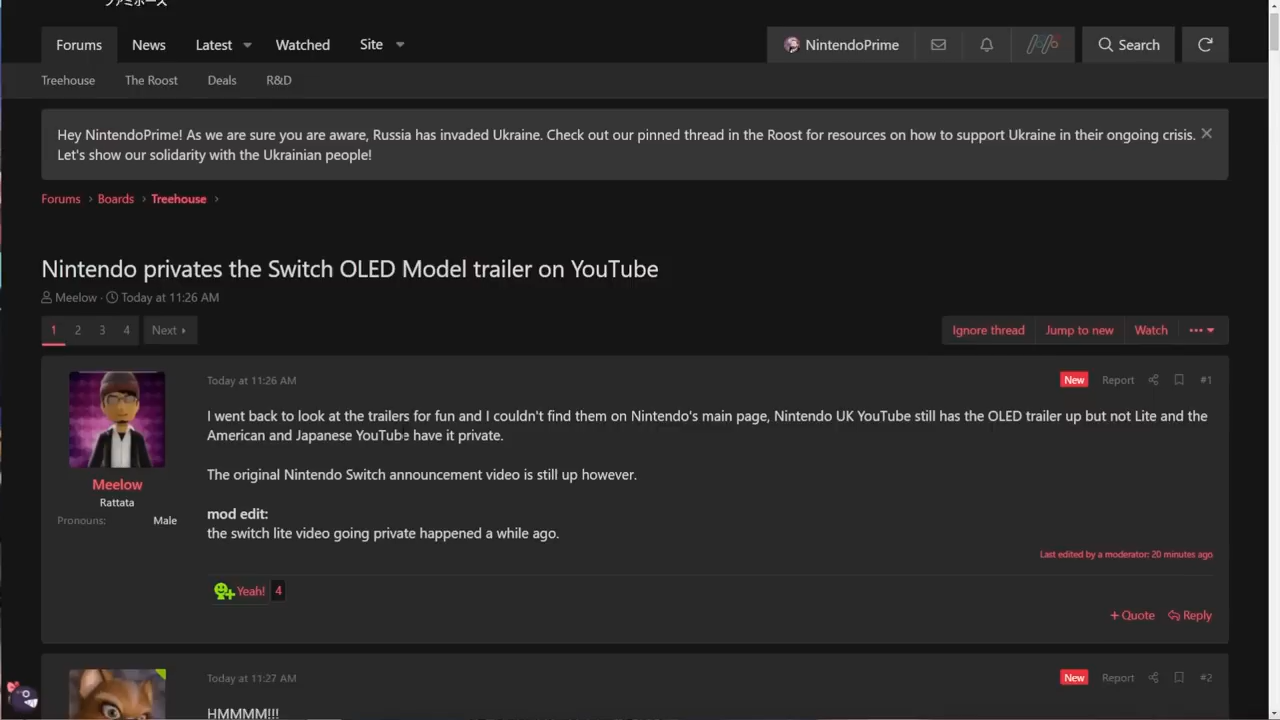 ファミボーズ
Forums News Latest Watched Site NintendoPrime Search
Treehouse The Roost Deals R&D
Hey NintendoPrime! As we are sure you are aware, Russia has invaded Ukraine. Check out our pinned thread in the Roost for resources on how to support Ukraine in their ongoing crisis.
Let's show our solidarity with the Ukrainian people!
Forums › Boards › Treehouse ›
Nintendo privates the Switch OLED Model trailer on YouTube
Meelow · Today at 11:26 AM
1 2 3 4 Next Ignore thread Jump to new Watch •••
Today at 11:26 AM New Report #1
I went back to look at the trailers for fun and I couldn't find them on Nintendo's main page, Nintendo UK YouTube still has the OLED trailer up but not Lite and the
American and Japanese YouTube have it private.
The original Nintendo Switch announcement video is still up however.
Meelow
Rattata
Pronouns: Male
mod edit:
the switch lite video going private happened a while ago.
Last edited by a moderator: 20 minutes ago
Yeah! 4
+ Quote Reply
Today at 11:27 AM New Report #2
HMMMM!!!